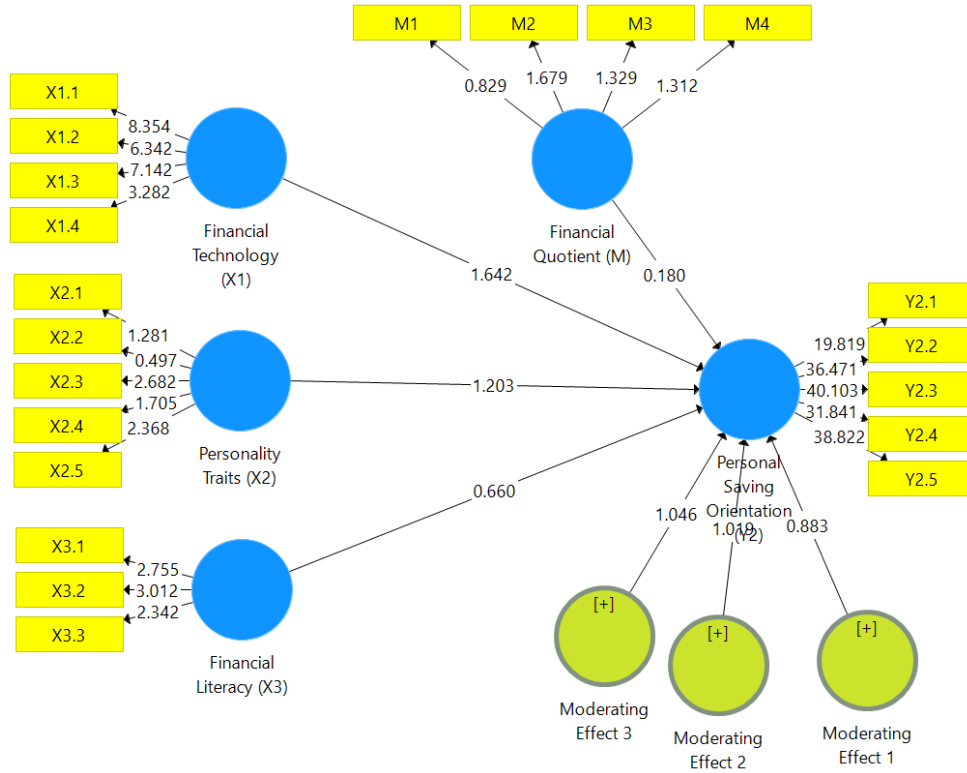 M1
M2
M3
M4
0.829
1.679
1.329
1.312
X1.1
X1.2
X1.3
X1.4
8.354
6.342
7.142
3.282
Financial
Technology
(X1)
Financial
Quotient (M)
1.642
0.180
X2.1
X2.2
X2.3
X2.4
X2.5
1.281
0.497
2.682
1.705
2.368
Personality
Traits (X2)
1.203
Y2.1
Y2.2
Y2.3
Y2.4
Y2.5
19.819
36.471
40.103
31.841
38.822
Personal
Saving
Orientation
(Y2)
0.660
X3.1
X3.2
X3.3
2.755
3.012
2.342
Financial
Literacy (X3)
1.046
1.019
0.883
[+]
[+]
[+]
Moderating
Effect 3
Moderating
Effect 2
Moderating
Effect 1